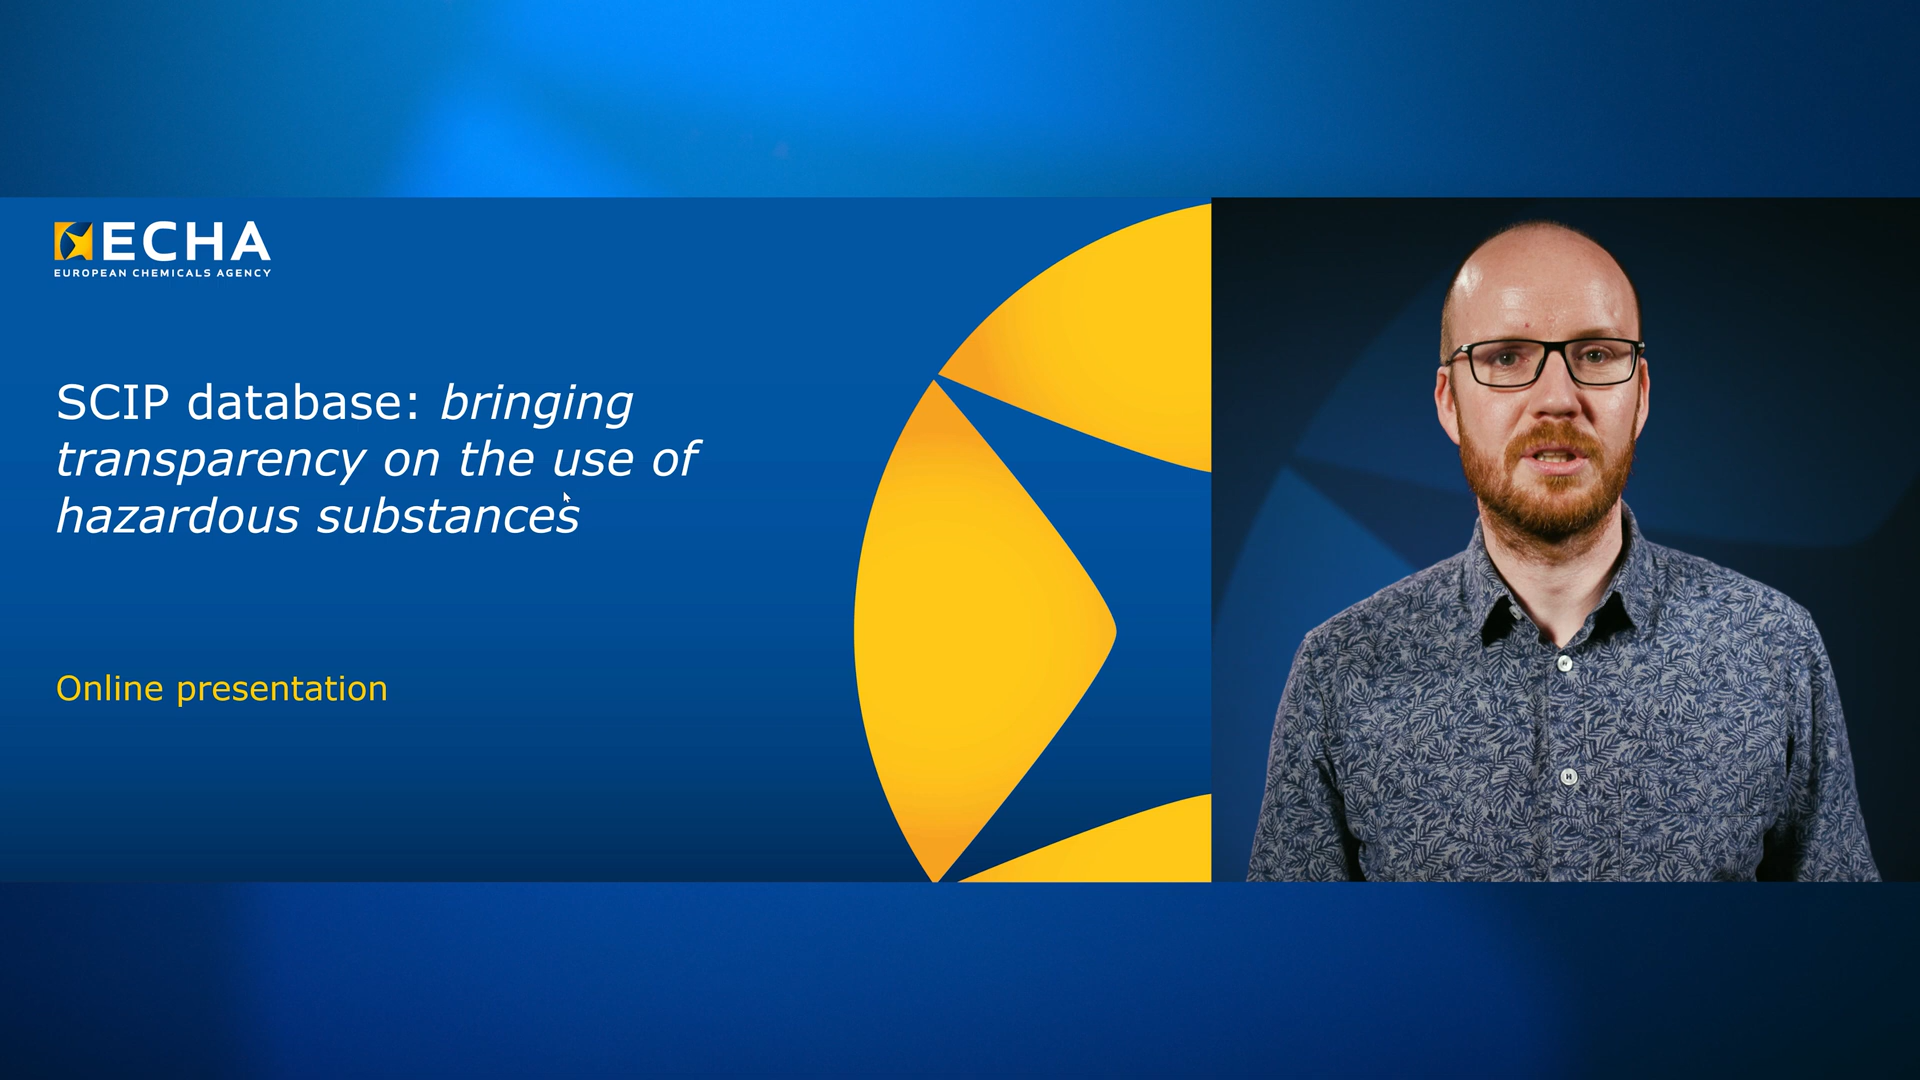 ECHA
EUROPEAN CHEMICALS AGENCY
SCIP database: bringing
transparency on the use of
hazardous substances
Online presentation